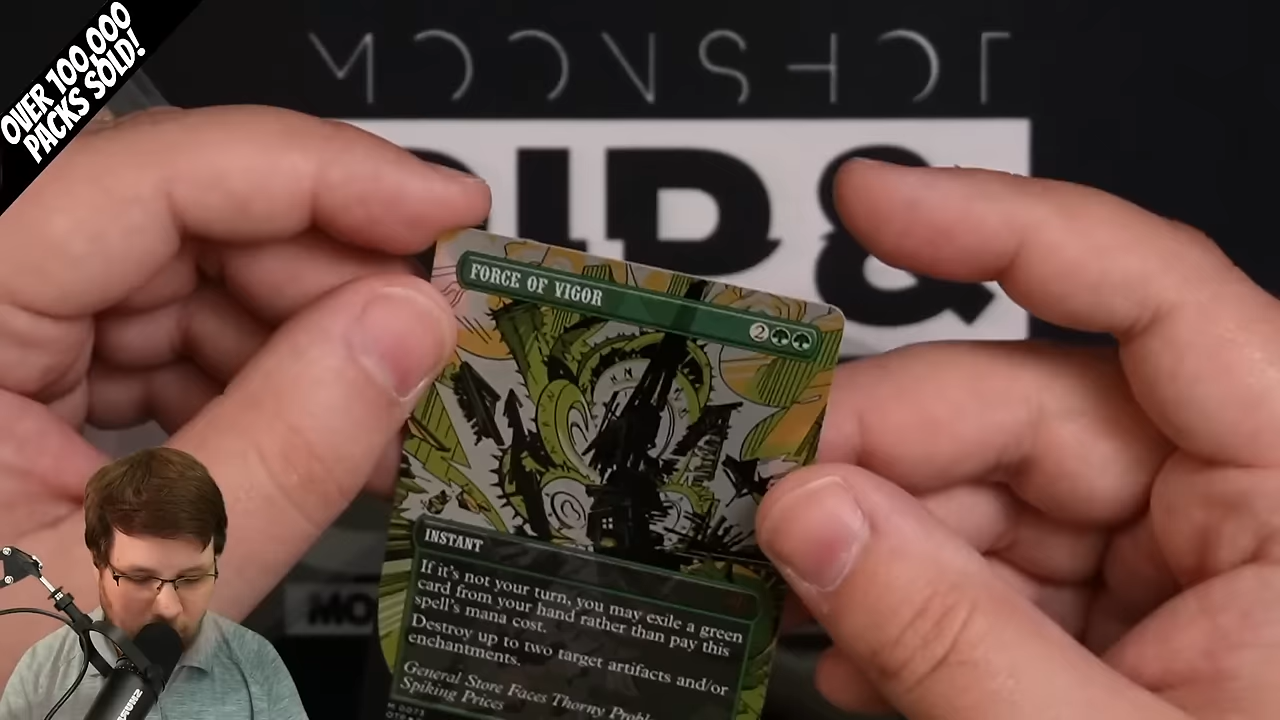 OVER 100,000
PACKS SOLD!
MOONSHOT
&
FORCE OF VIGOR
2
INSTANT
If it's not your turn, you may exile a green
card from your hand rather than pay this
spell's mana cost.
Destroy up to two target artifacts and/or
enchantments.
General Store Faces Thorny
Spiking Prices
M 0073